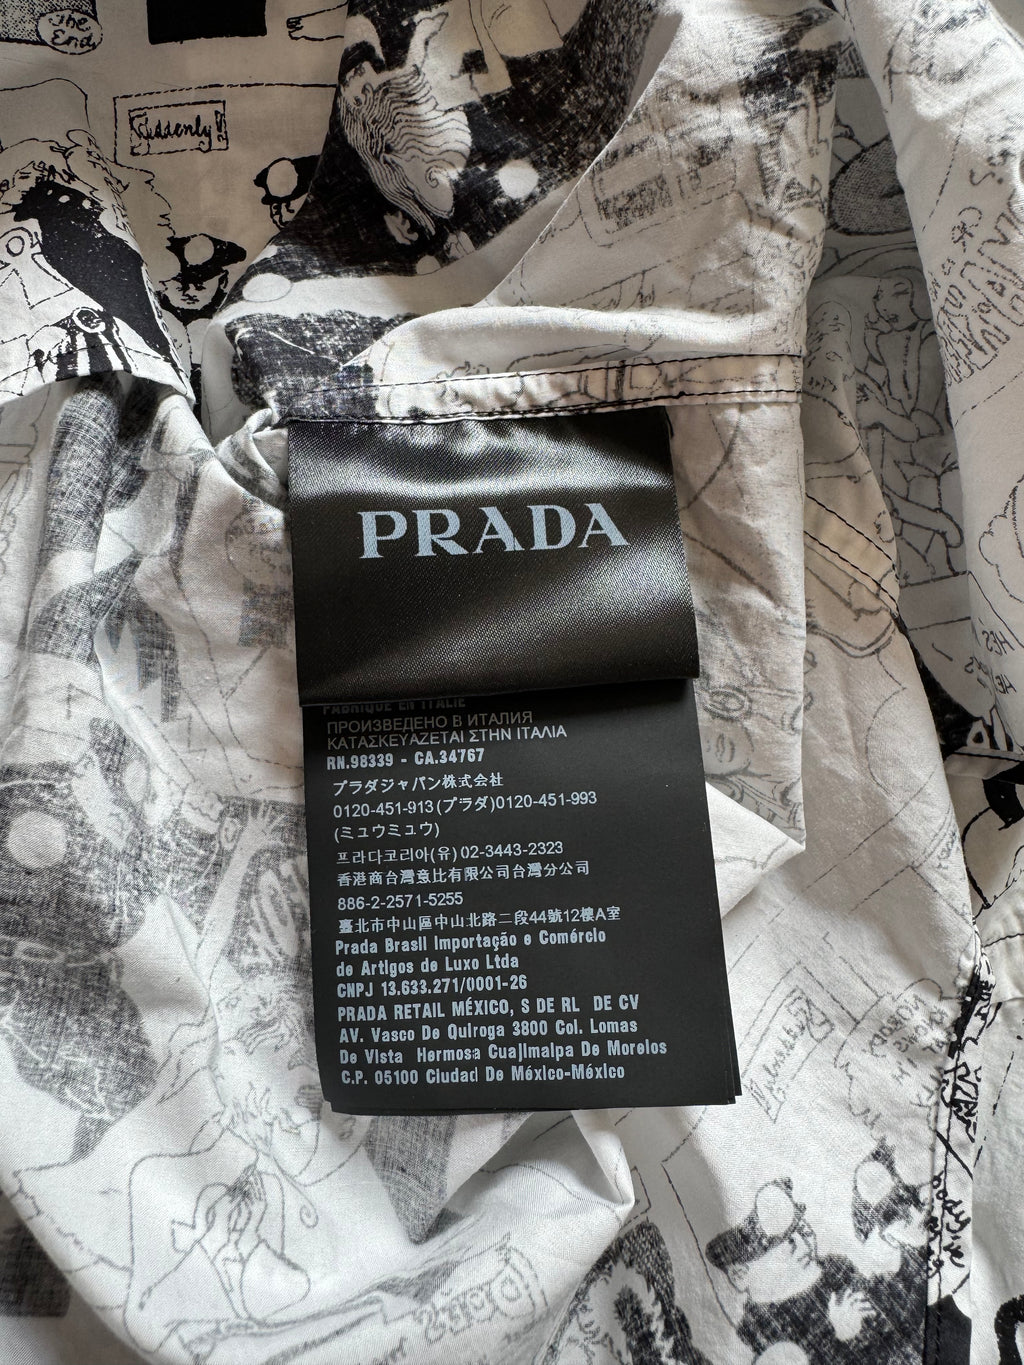 The
End
Suddenly
PRADA
FABRIQUE EN ITALIE
ПРОИЗВЕДЕНО В ИТАЛИЯ
ΚΑΤΑΣΚΕΥΑΖΕΤΑΙ ΣΤΗΝ ΙΤΑΛΙΑ
RN.98339 - CA.34767
プラダジャパン株式会社
0120-451-913(プラダ)0120-451-993
(ミュウミュウ)
프라다코리아(유)02-3443-2323
香港商台灣意比有限公司台灣分公司
886-2-2571-5255
臺北市中山區中山北路二段44號12樓A室
Prada Brasil Importação e Comércio
de Artigos de Luxo Ltda
CNPJ 13.633.271/0001-26
PRADA RETAIL MÉXICO, S DE RL DE CV
AV. Vasco De Quiroga 3800 Col. Lomas
De Vista Hermosa Cuajimalpa De Morelos
C.P. 05100 Ciudad De México-México